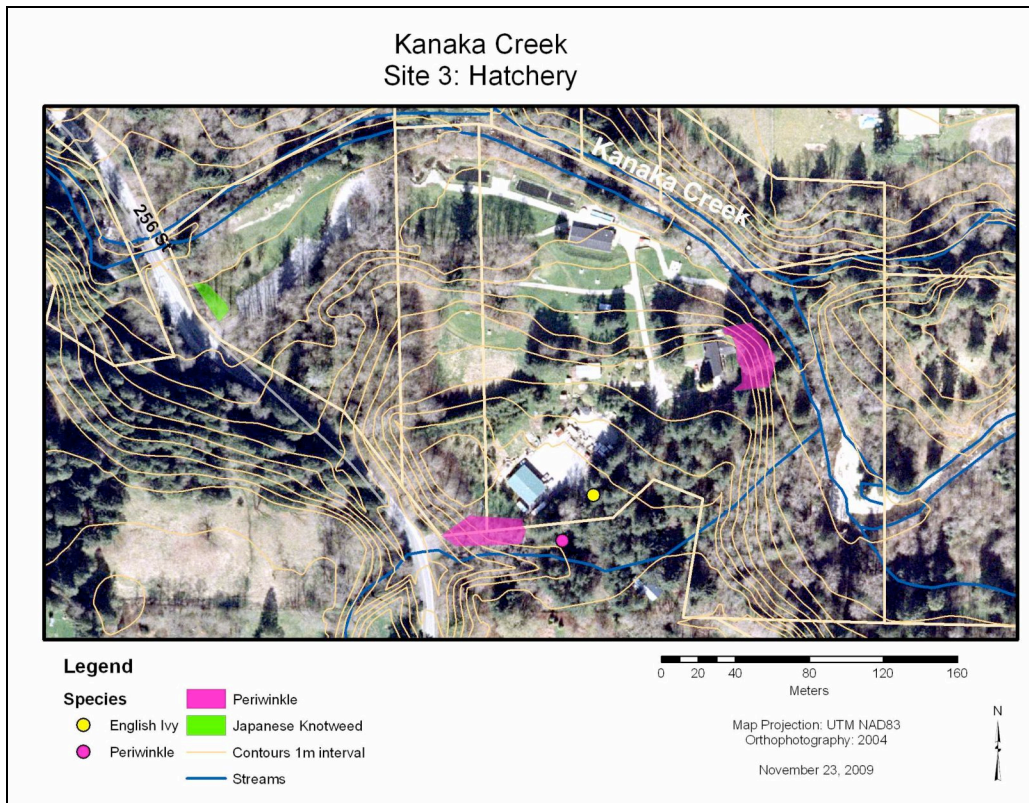 Kanaka Creek
Site 3: Hatchery
Kanaka Creek
256 St
Legend
Species
English Ivy
Periwinkle
Periwinkle
Japanese Knotweed
Contours 1m interval
Streams
0 20 40 80 120 160
Meters
Map Projection: UTM NAD83
Orthophotography: 2004
November 23, 2009
N